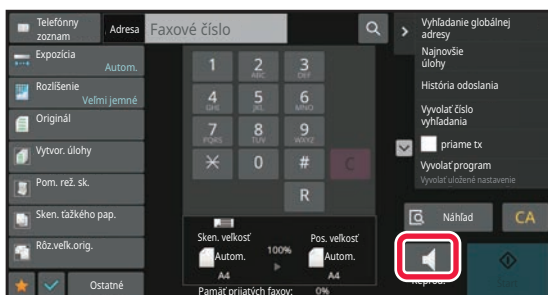 Telefónny
zoznam
Adresa
Faxové číslo
Expozícia
Autom.
Rozlíšenie
Veľmi jemné
Originál
Vytvor. úlohy
Pom. rež. sk.
Sken. ťažkého pap.
Rôz.veľk.orig.
Ostatné
1
2
ABC
3
DEF
4
GHI
5
JKL
6
MNO
7
PQRS
8
TUV
9
WXYZ
0
#
C
R
Sken. veľkosť
Pos. veľkosť
100%
Autom.
Autom.
A4
A4
Pamäť prijatých faxov:
0%
Vyhľadanie globálnej
adresy
Najnovšie
úlohy
História odoslania
Vyvolať číslo
vyhľadania
priame tx
Vyvolať program
Vyvolať uložené nastavenie
Náhľad
CA
Reprod.
Štart